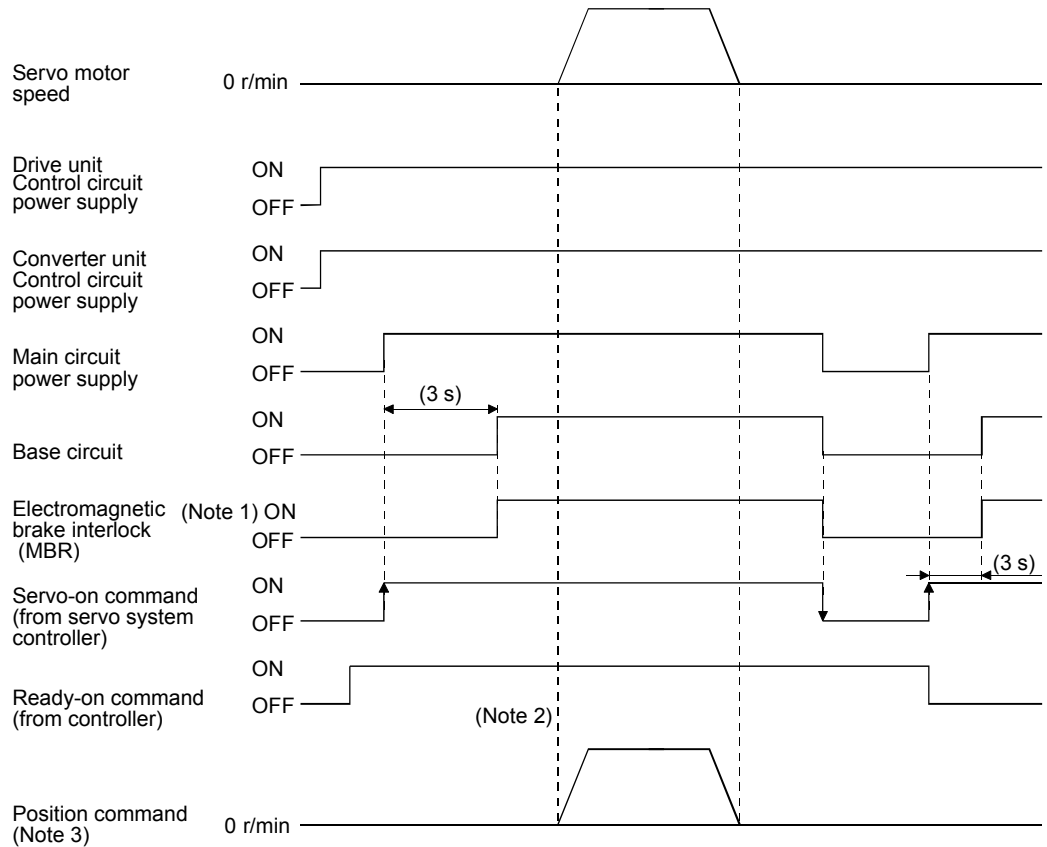 Servo motor
speed
0 r/min
Drive unit
Control circuit
power supply
ON
OFF
Converter unit
Control circuit
power supply
ON
OFF
Main circuit
power supply
ON
OFF
(3 s)
Base circuit
ON
OFF
Electromagnetic
brake interlock
(MBR)
(Note 1) ON
OFF
(3 s)
Servo-on command
(from servo system
controller)
ON
OFF
Ready-on command
(from controller)
ON
OFF
(Note 2)
Position command
(Note 3)
0 r/min